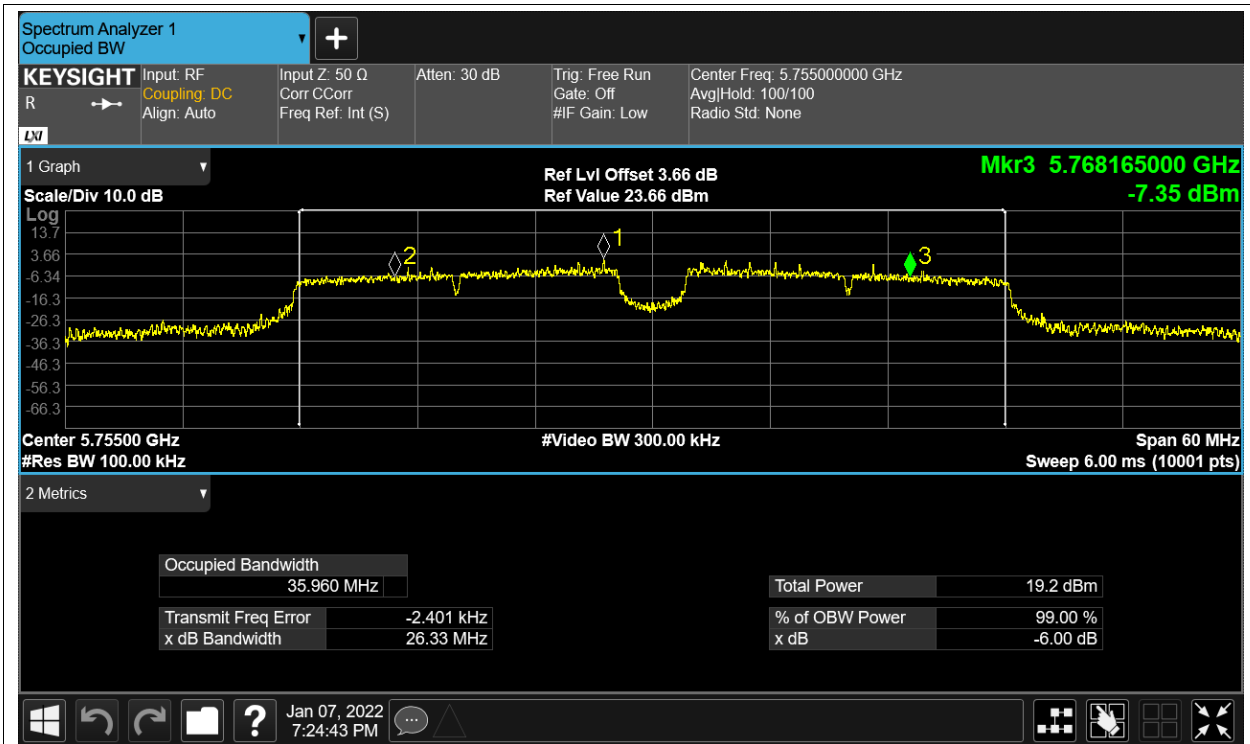 Spectrum Analyzer 1
Occupied BW
KEYSIGHT
R
LXI
Input: RF
Coupling: DC
Align: Auto
Input Z: 50 Ω
Corr CCorr
Freq Ref: Int (S)
Atten: 30 dB
Trig: Free Run
Gate: Off
#IF Gain: Low
Center Freq: 5.755000000 GHz
Avg|Hold: 100/100
Radio Std: None
1 Graph
Scale/Div 10.0 dB
Ref Lvl Offset 3.66 dB
Ref Value 23.66 dBm
Mkr3 5.768165000 GHz
-7.35 dBm
Log
13.7
3.66
-6.34
-16.3
-26.3
-36.3
-46.3
-56.3
-66.3
2
1
3
Center 5.75500 GHz
#Res BW 100.00 kHz
#Video BW 300.00 kHz
Span 60 MHz
Sweep 6.00 ms (10001 pts)
2 Metrics
Occupied Bandwidth
35.960 MHz
Transmit Freq Error -2.401 kHz
x dB Bandwidth 26.33 MHz
Total Power 19.2 dBm
% of OBW Power 99.00 %
x dB -6.00 dB
?
Jan 07, 2022
7:24:43 PM